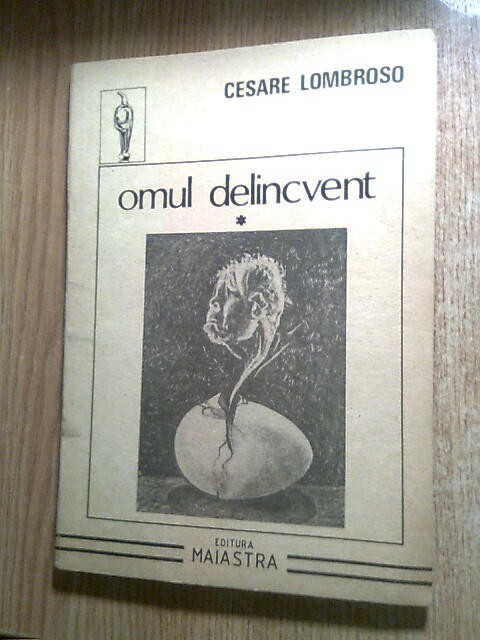 CESARE LOMBROSO
omul delincvent
*
EDITURA
MAIASTRA